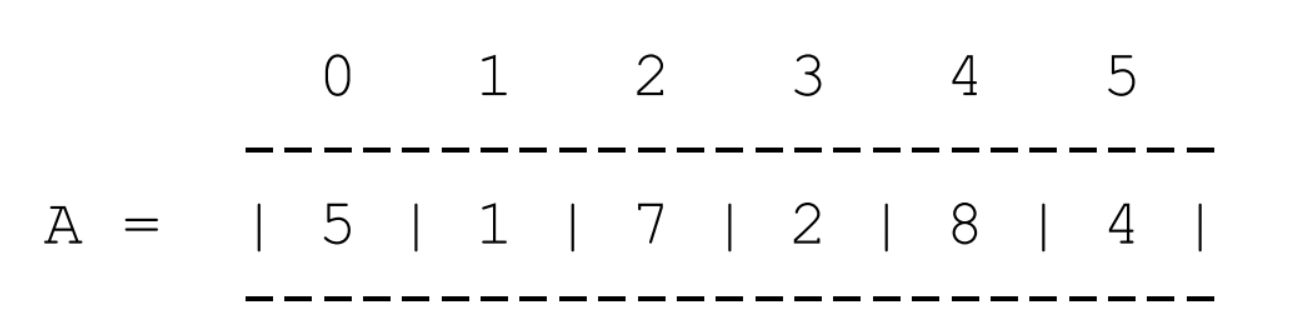 0   1   2   3   4   5
     -------------------------
A =  | 5 | 1 | 7 | 2 | 8 | 4 |
     -------------------------